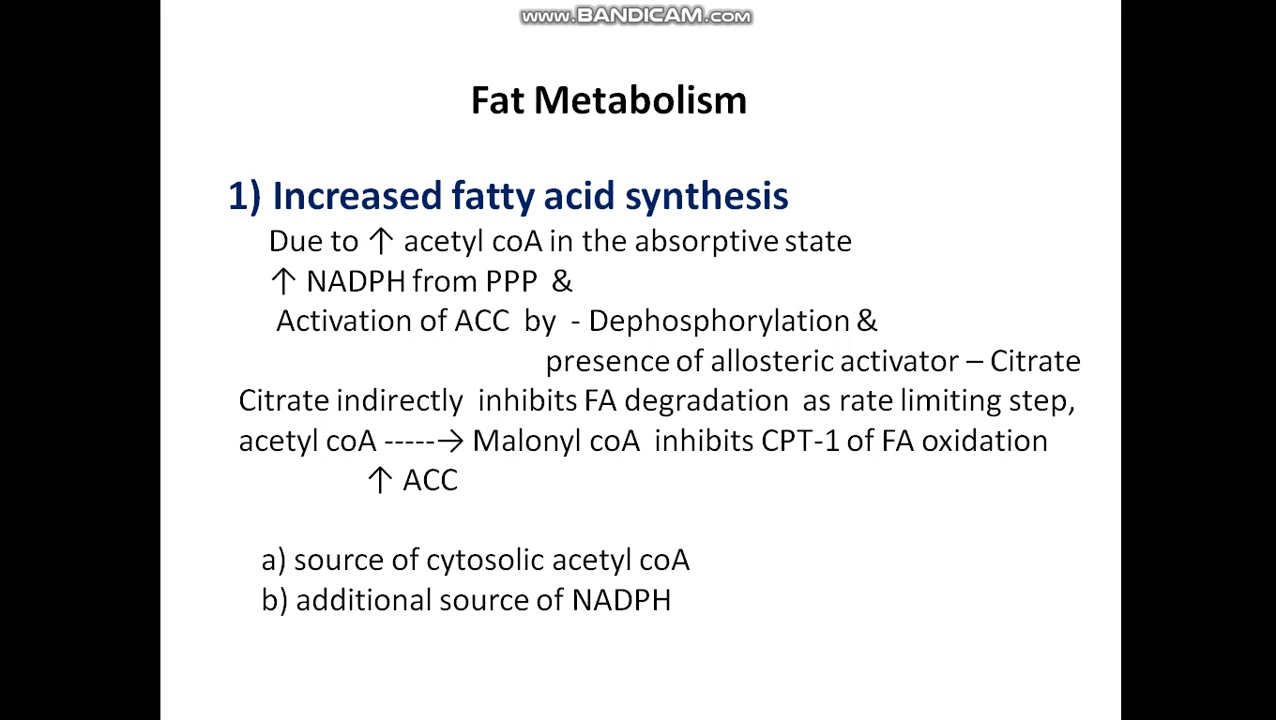 www.BANDICAM.com
Fat Metabolism
1) Increased fatty acid synthesis
Due to ↑ acetyl coA in the absorptive state
↑ NADPH from PPP &
Activation of ACC by - Dephosphorylation &
presence of allosteric activator – Citrate
Citrate indirectly inhibits FA degradation as rate limiting step,
acetyl coA -----→ Malonyl coA inhibits CPT-1 of FA oxidation
↑ ACC
a) source of cytosolic acetyl coA
b) additional source of NADPH